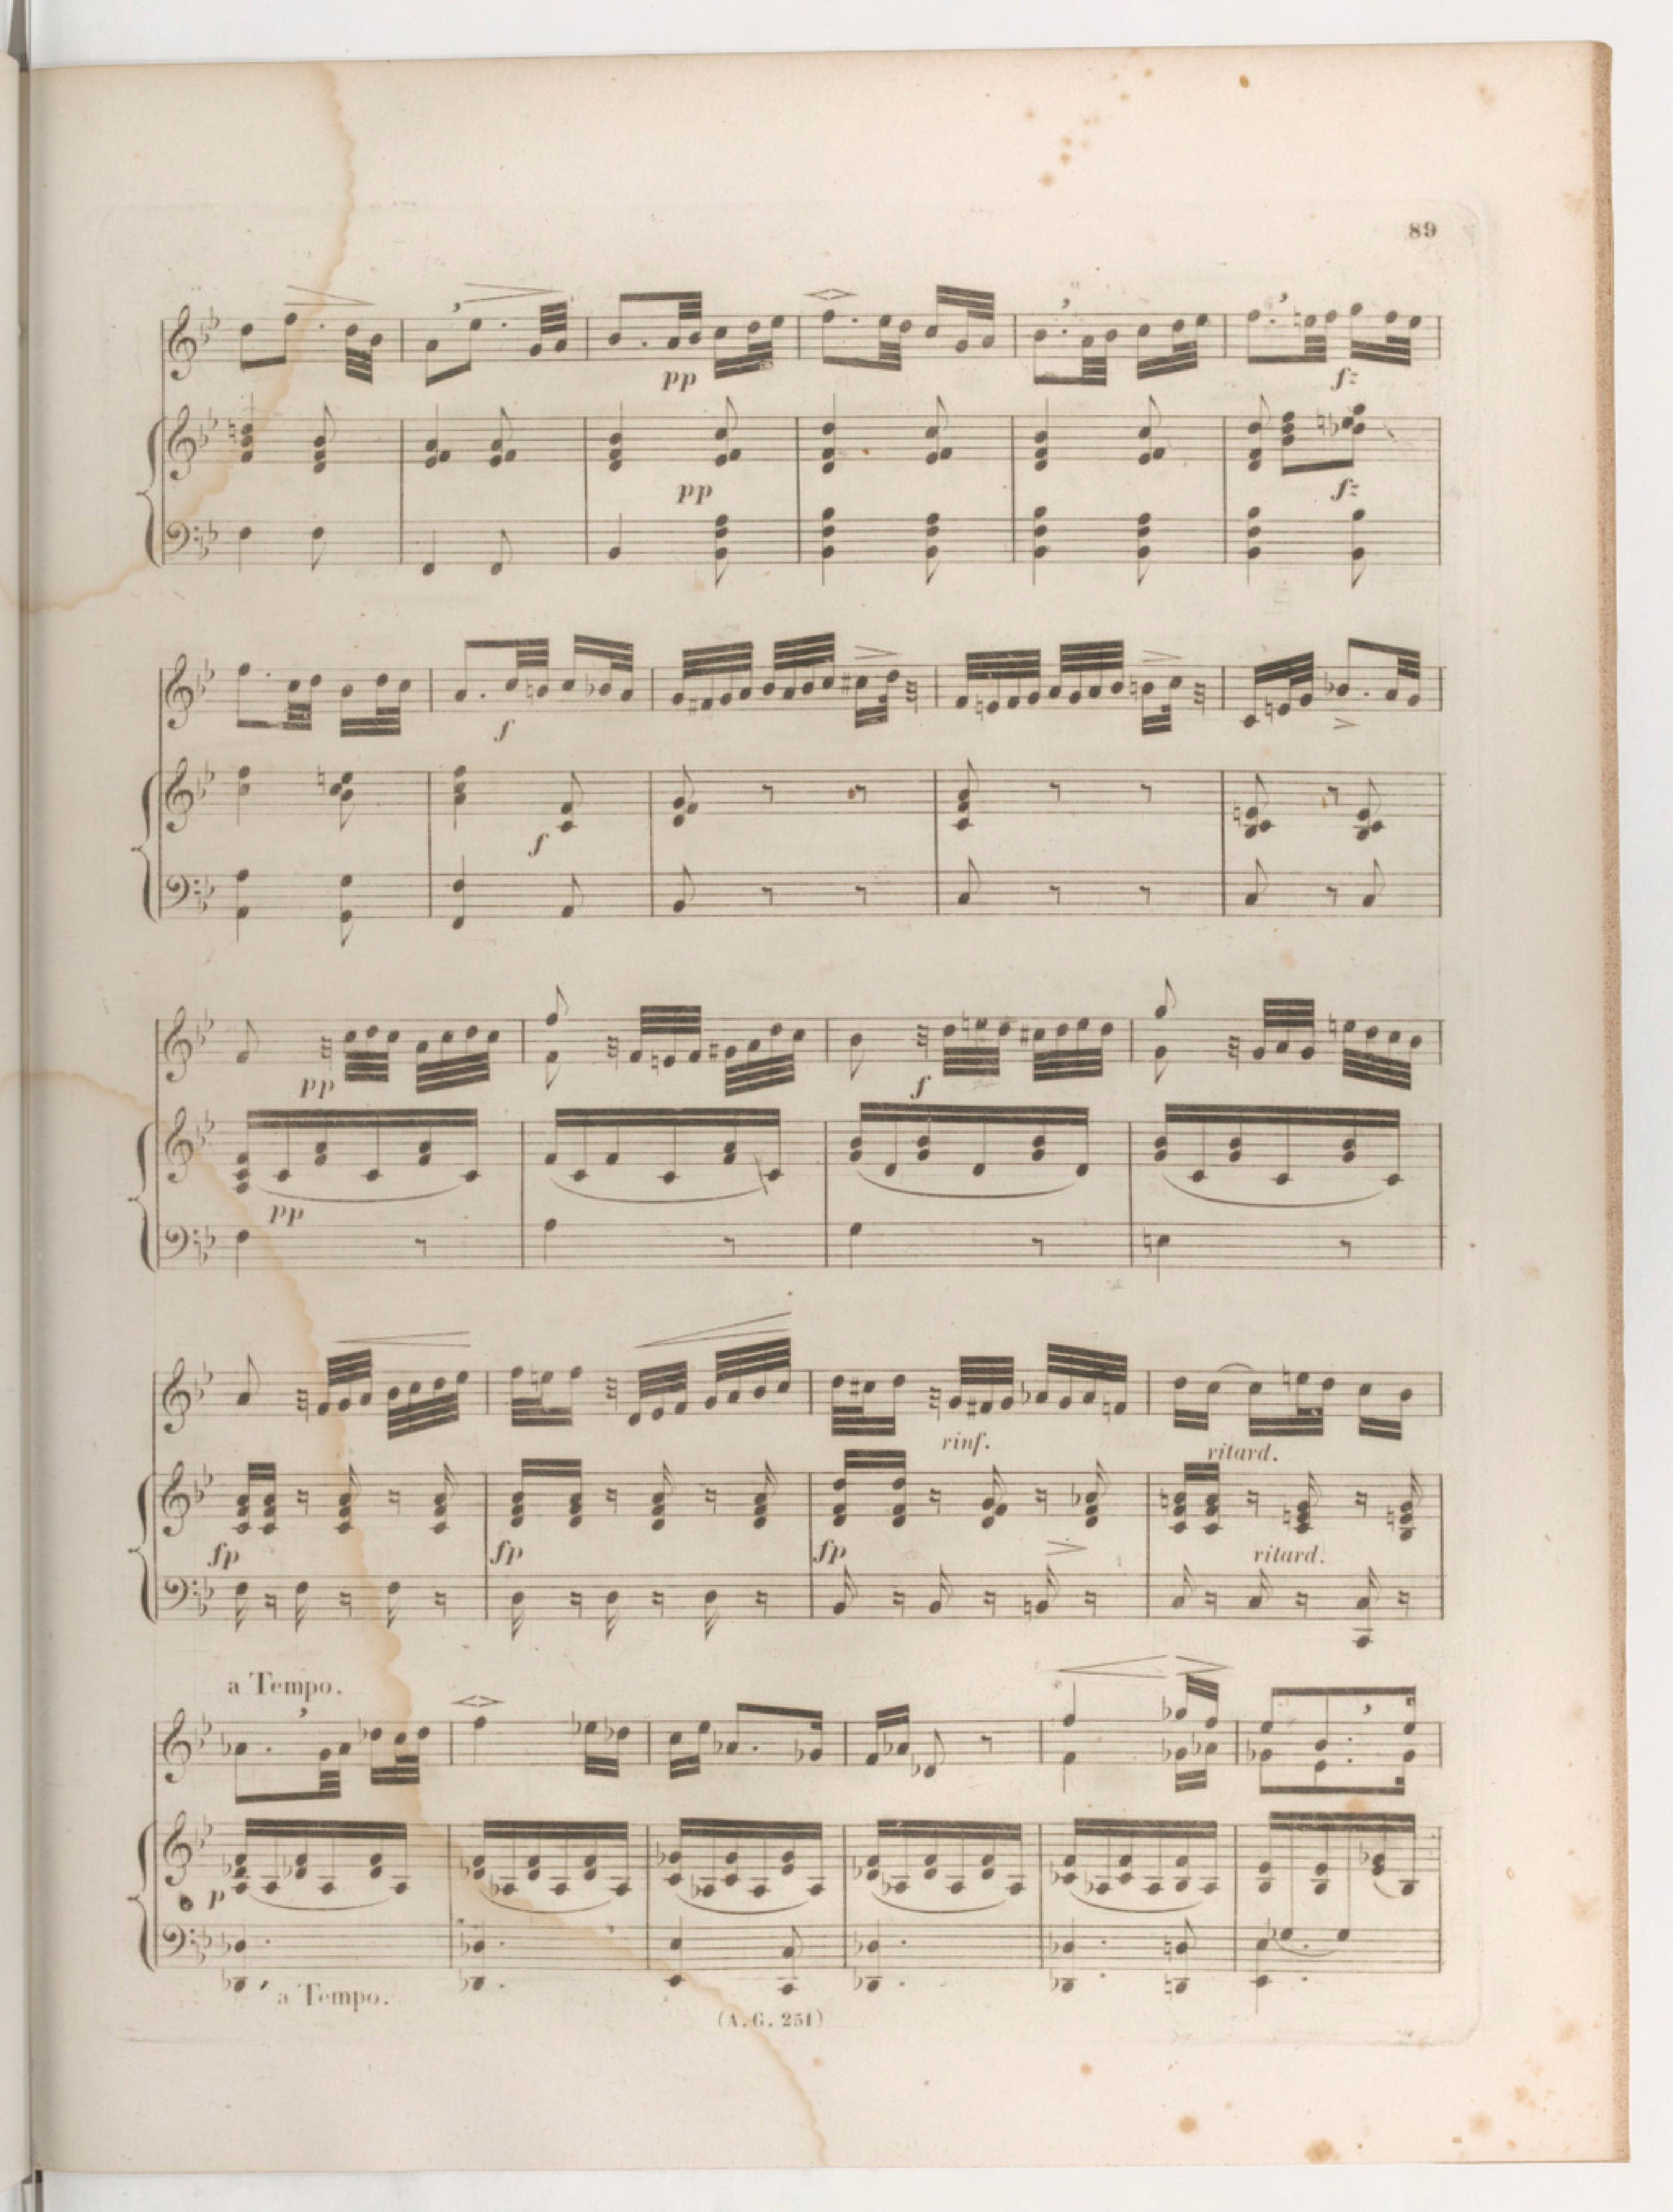 89
pp
fz
pp
fz
f
f
pp
f
pp
rinf.
ritard.
fp
fp
fp
ritard.
a Tempo.
p
a Tempo.
(A. G. 251)